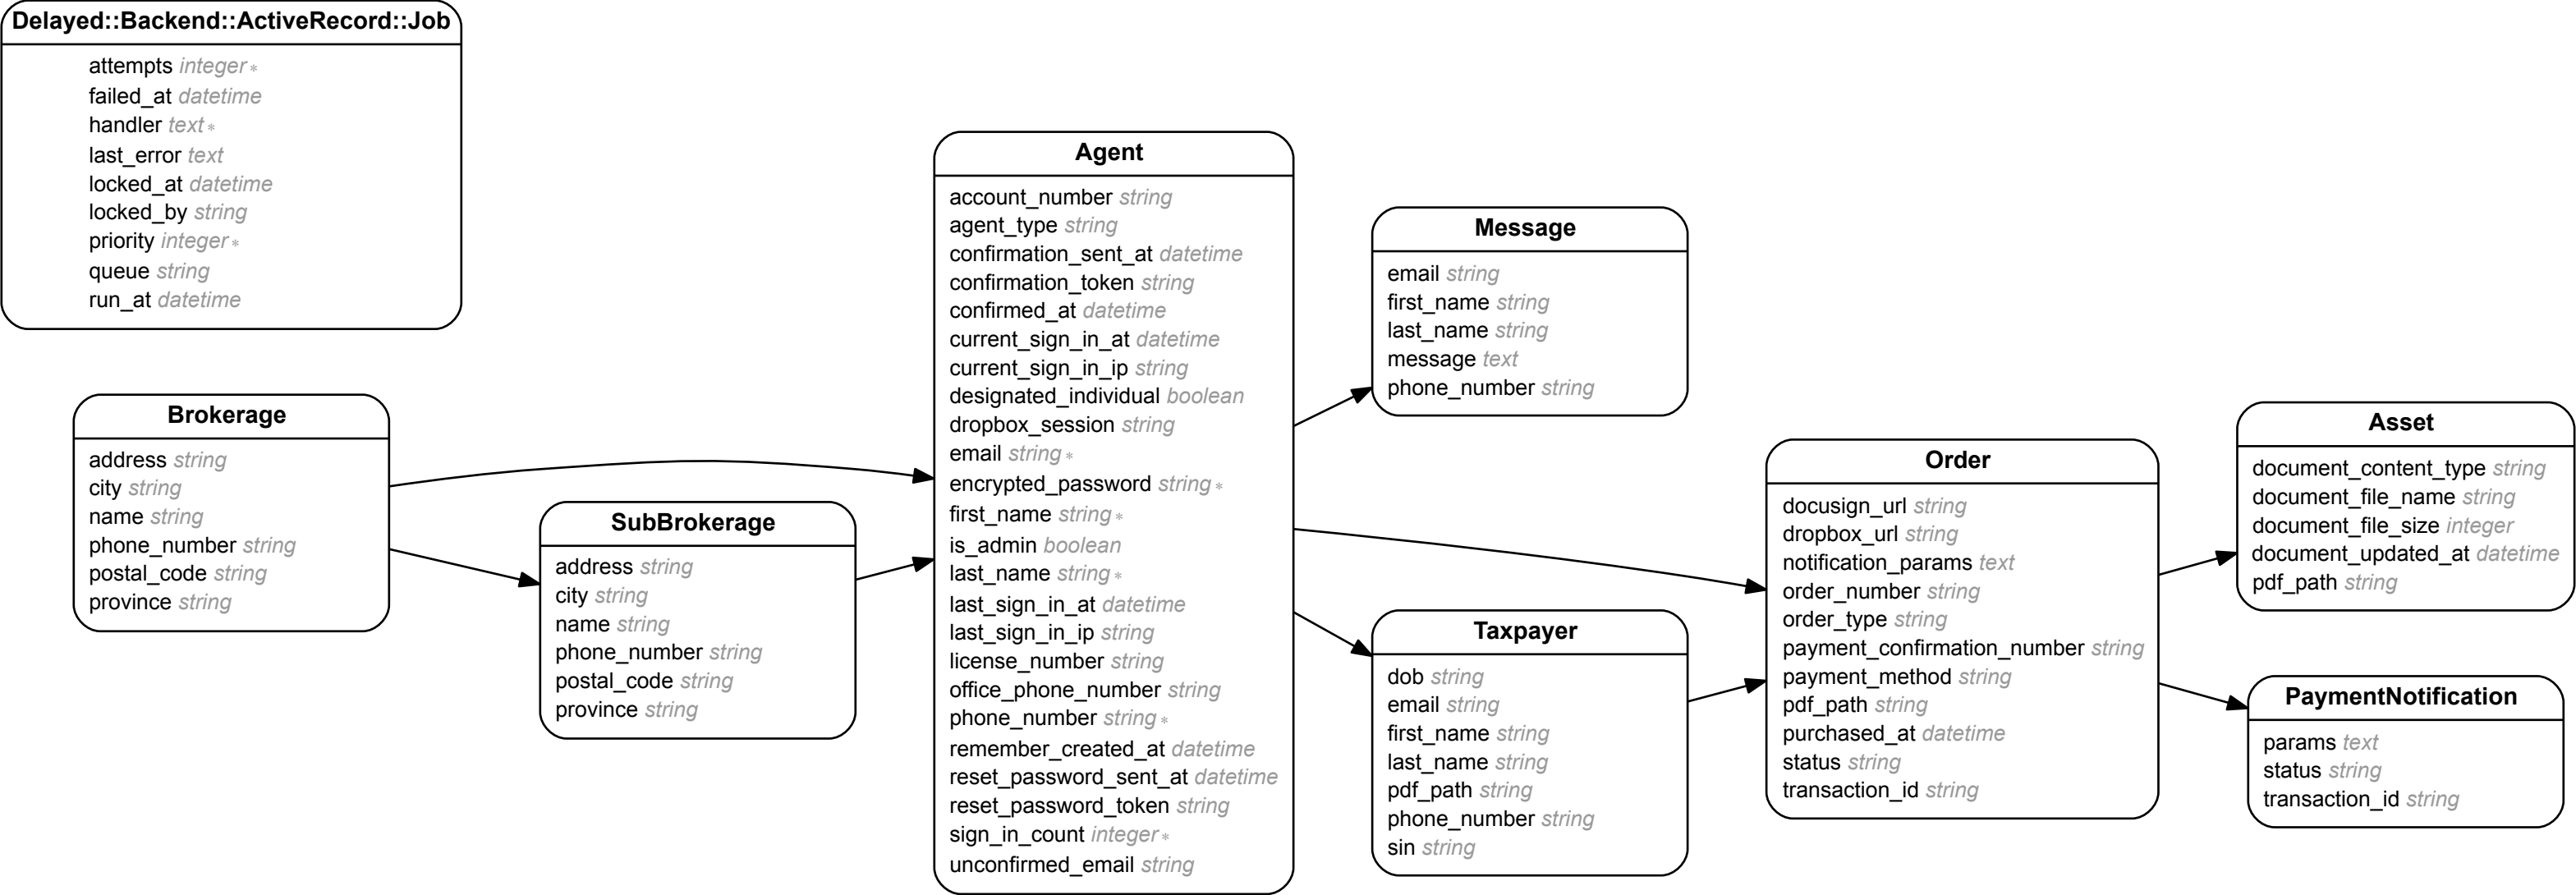 Delayed::Backend::ActiveRecord::Job
attempts integer *
failed_at datetime
handler text *
last_error text
locked_at datetime
locked_by string
priority integer *
queue string
run_at datetime
Brokerage
address string
city string
name string
phone_number string
postal_code string
province string
SubBrokerage
address string
city string
name string
phone_number string
postal_code string
province string
Agent
account_number string
agent_type string
confirmation_sent_at datetime
confirmation_token string
confirmed_at datetime
current_sign_in_at datetime
current_sign_in_ip string
designated_individual boolean
dropbox_session string
email string *
encrypted_password string *
first_name string *
is_admin boolean
last_name string *
last_sign_in_at datetime
last_sign_in_ip string
license_number string
office_phone_number string
phone_number string *
remember_created_at datetime
reset_password_sent_at datetime
reset_password_token string
sign_in_count integer *
unconfirmed_email string
Message
email string
first_name string
last_name string
message text
phone_number string
Taxpayer
dob string
email string
first_name string
last_name string
pdf_path string
phone_number string
sin string
Order
docusign_url string
dropbox_url string
notification_params text
order_number string
order_type string
payment_confirmation_number string
payment_method string
pdf_path string
purchased_at datetime
status string
transaction_id string
Asset
document_content_type string
document_file_name string
document_file_size integer
document_updated_at datetime
pdf_path string
PaymentNotification
params text
status string
transaction_id string